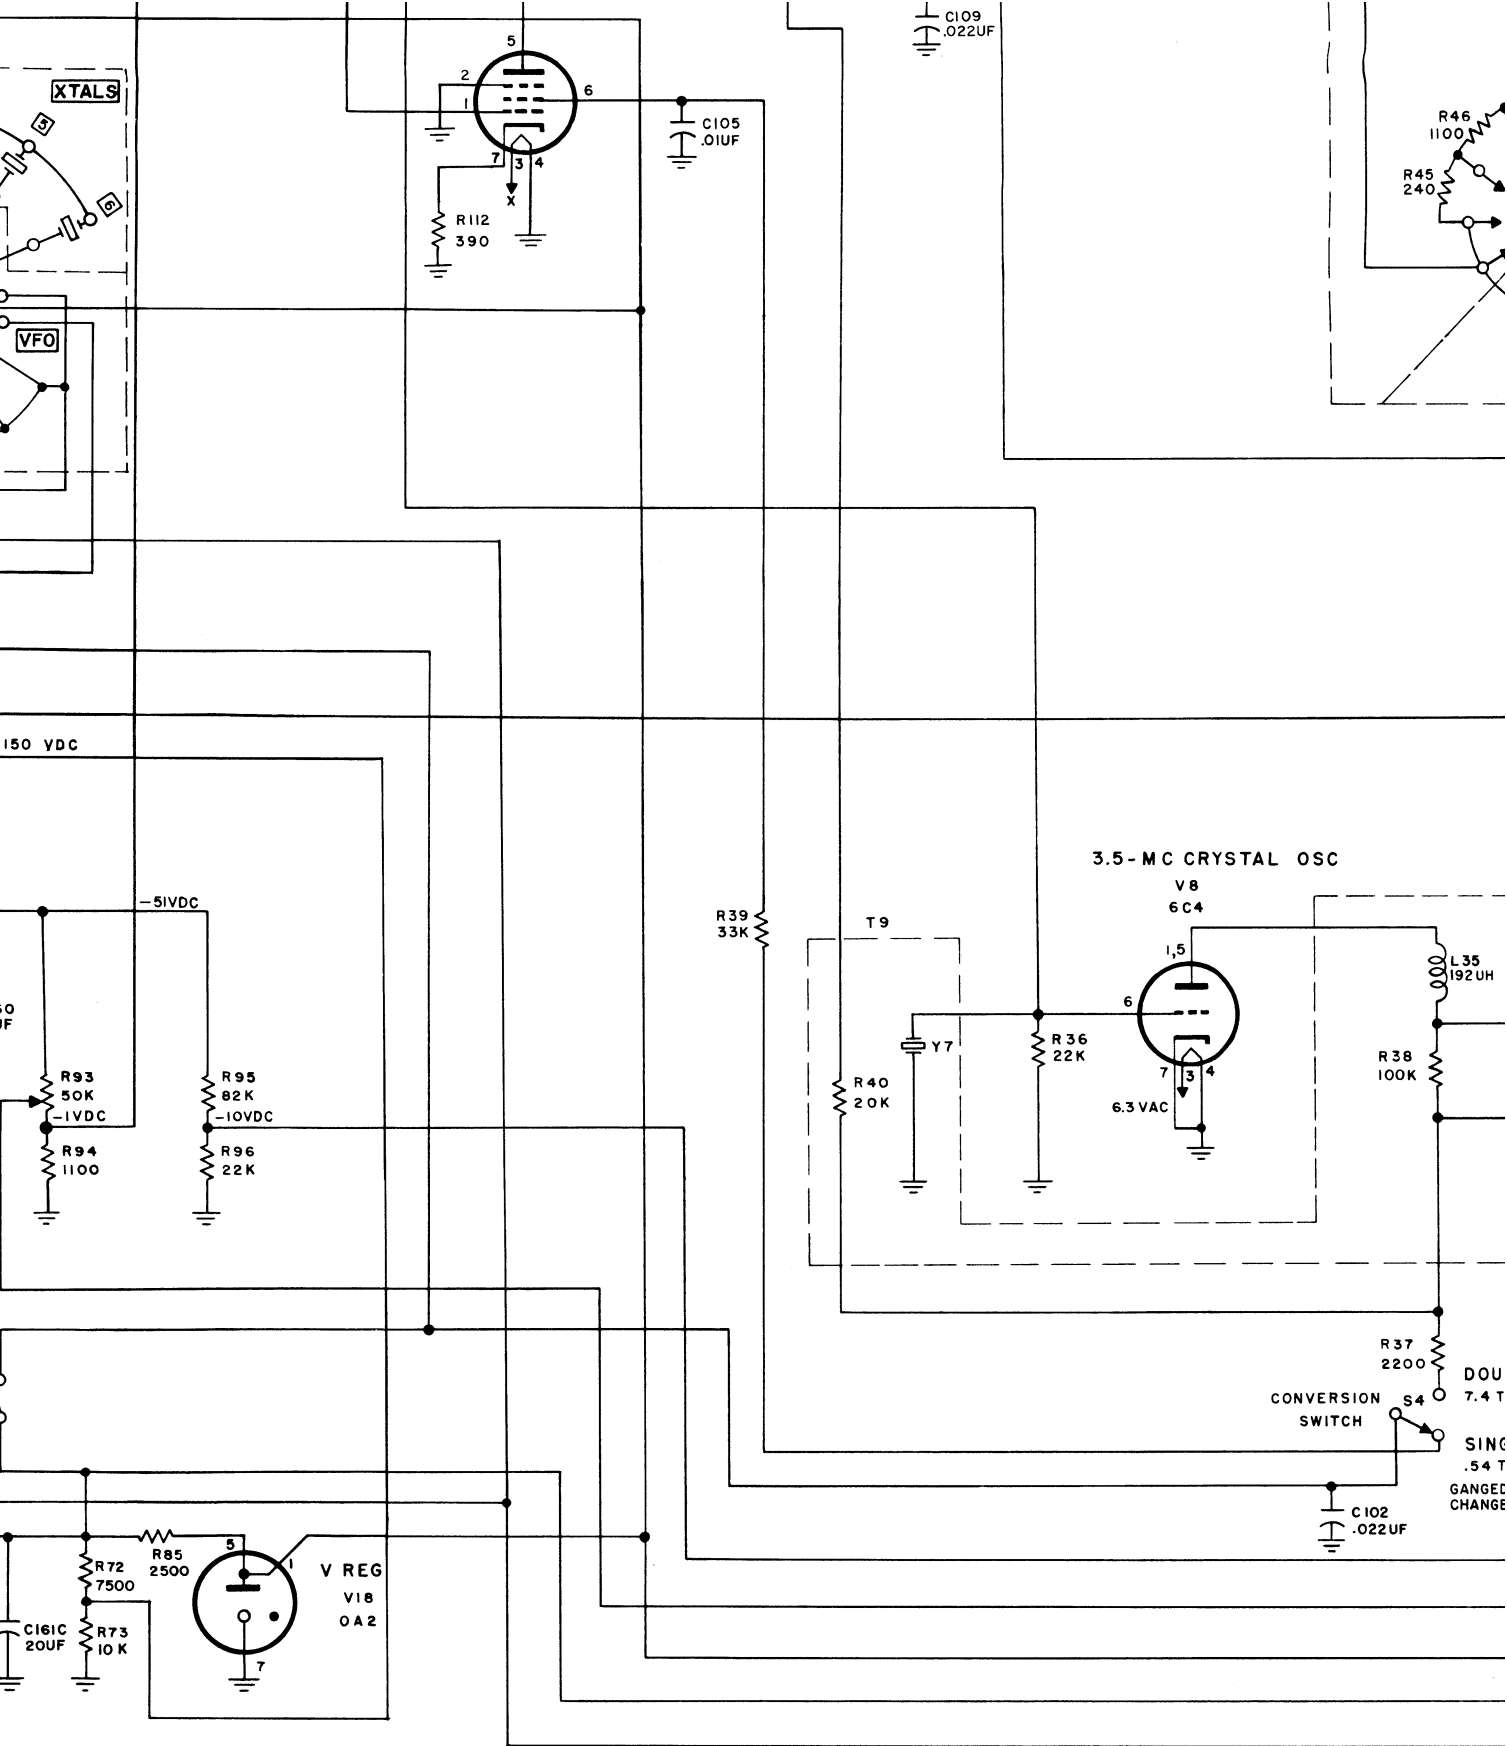 C109
.022UF
5
XTALS
2
6
1
5
C105
.01UF
R46
1100
7
3
4
R45
240
X
6
R112
390
VFO
150 VDC
3.5-MC CRYSTAL OSC
V8
6C4
-51VDC
R39
33K
T9
1,5
L35
192UH
6
Y7
R36
22K
R38
100K
7
3
4
R93
50K
R95
82K
R40
20K
6.3 VAC
-1VDC
-10VDC
R94
1100
R96
22K
R37
2200
CONVERSION
SWITCH
S4
7.4 T
.54 T
GANGED
C102
.022UF
5
1
R85
2500
R72
7500
V REG
V18
OA2
C161C
20UF
R73
10K
7